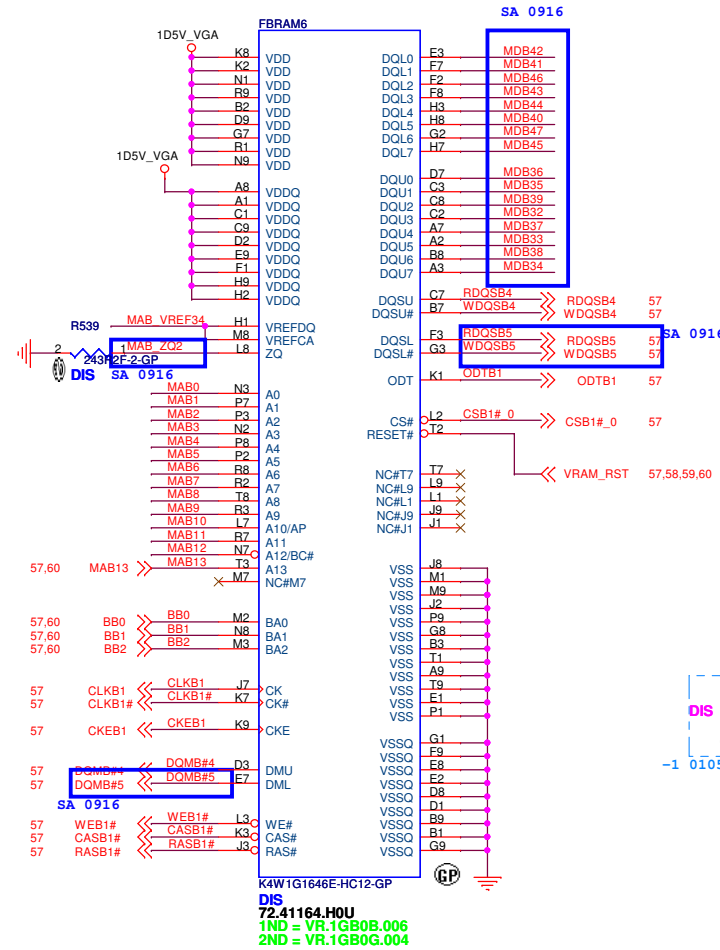 SA 0916
FBRAM6
1D5V_VGA
K8 VDD DQL0 E3 MDB42
K2 VDD DQL1 F7 MDB41
N1 VDD DQL2 F2 MDB46
R9 VDD DQL3 F8 MDB43
B2 VDD DQL4 H3 MDB44
D9 VDD DQL5 H8 MDB40
G7 VDD DQL6 G2 MDB47
R1 VDD DQL7 H7 MDB45
N9 VDD
1D5V_VGA
A8 VDDQ DQU0 D7 MDB36
A1 VDDQ DQU1 C3 MDB35
C1 VDDQ DQU2 C8 MDB39
C9 VDDQ DQU3 C2 MDB32
D2 VDDQ DQU4 A7 MDB37
E9 VDDQ DQU5 A2 MDB33
F1 VDDQ DQU6 B8 MDB38
H9 VDDQ DQU7 A3 MDB34
H2 VDDQ
DQSU C7 RDQSB4 RDQSB4 57
DQSU# B7 WDQSB4 WDQSB4 57
R539 MAB_VREF34 H1 VREFDQ
M8 VREFCA DQSL F3 RDQSB5 RDQSB5 57 SA 0916
2 1 MAB_ZQ2 L8 ZQ DQSL# G3 WDQSB5 WDQSB5 57
243R2F-2-GP
DIS SA 0916
ODT K1 ODTB1 ODTB1 57
MAB0 N3 A0
MAB1 P7 A1
MAB2 P3 A2 CS# L2 CSB1#_0 CSB1#_0 57
MAB3 N2 A3 RESET# T2
MAB4 P8 A4
MAB5 P2 A5
MAB6 R8 A6 NC#T7 T7 VRAM_RST 57,58,59,60
MAB7 R2 A7 NC#L9 L9
MAB8 T8 A8 NC#L1 L1
MAB9 R3 A9 NC#J9 J9
MAB10 L7 A10/AP NC#J1 J1
MAB11 R7 A11
MAB12 N7 A12/BC#
57,60 MAB13 MAB13 T3 A13 VSS J8
M7 NC#M7 VSS M1
VSS M9
VSS J2
57,60 BB0 BB0 M2 BA0 VSS P9
57,60 BB1 BB1 N8 BA1 VSS G8
57,60 BB2 BB2 M3 BA2 VSS B3
VSS T1
VSS A9
57 CLKB1 CLKB1 J7 CK VSS T9
57 CLKB1# CLKB1# K7 CK# VSS E1
VSS P1
57 CKEB1 CKEB1 K9 CKE
DIS
VSSQ G1
VSSQ F9
-1 0105
57 DQMB#4 DQMB#4 D3 DMU VSSQ E8
57 DQMB#5 DQMB#5 E7 DML VSSQ E2
SA 0916
VSSQ D8
VSSQ D1
57 WEB1# WEB1# L3 WE# VSSQ B9
57 CASB1# CASB1# K3 CAS# VSSQ B1
57 RASB1# RASB1# J3 RAS# VSSQ G9
GP
K4W1G1646E-HC12-GP
DIS
72.41164.H0U
1ND = VR.1GB0B.006
2ND = VR.1GB0G.004